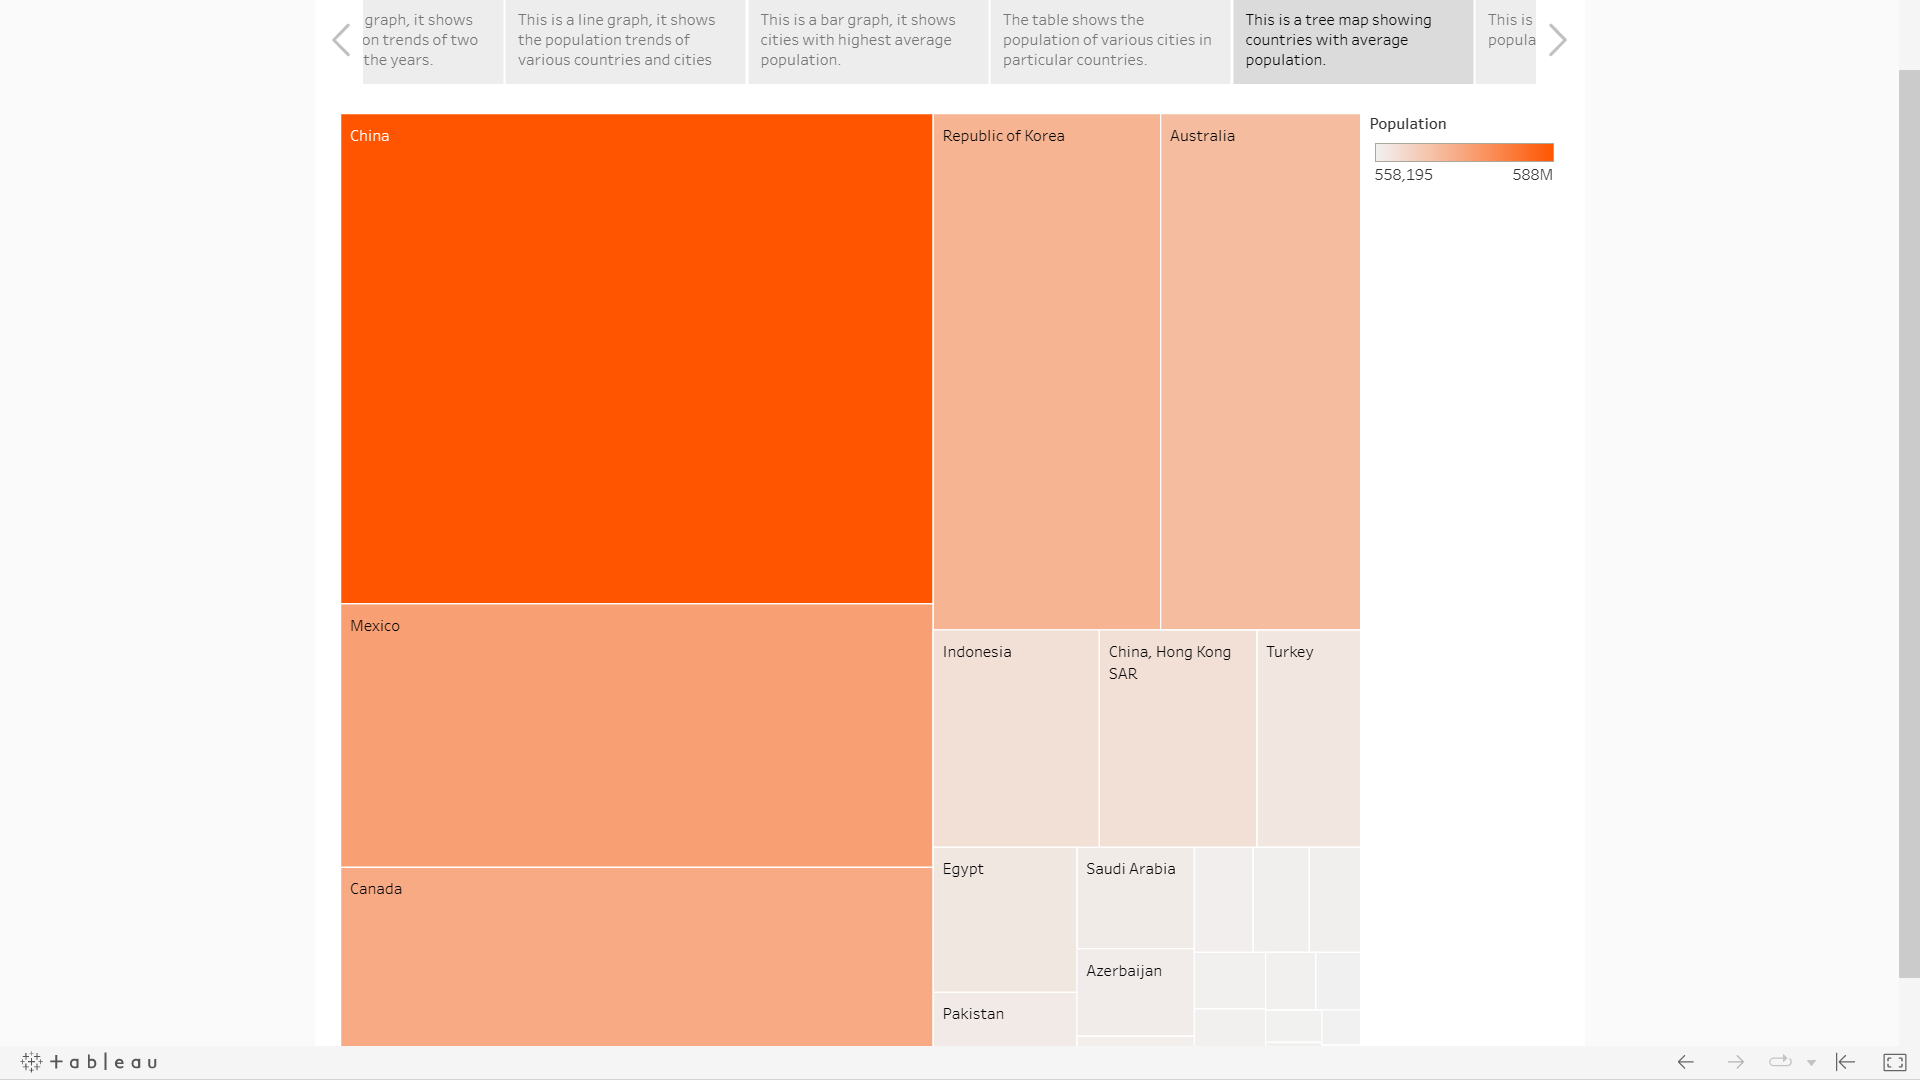 graph, it shows
on trends of two
the years.
This is a line graph, it shows
the population trends of
various countries and cities
This is a bar graph, it shows
cities with highest average
population.
The table shows the
population of various cities in
particular countries.
This is a tree map showing
countries with average
population.
This is
popula
China
Republic of Korea
Australia
Population
558,195
588M
Mexico
Indonesia
China, Hong Kong
SAR
Turkey
Canada
Egypt
Saudi Arabia
Azerbaijan
Pakistan
+ableau